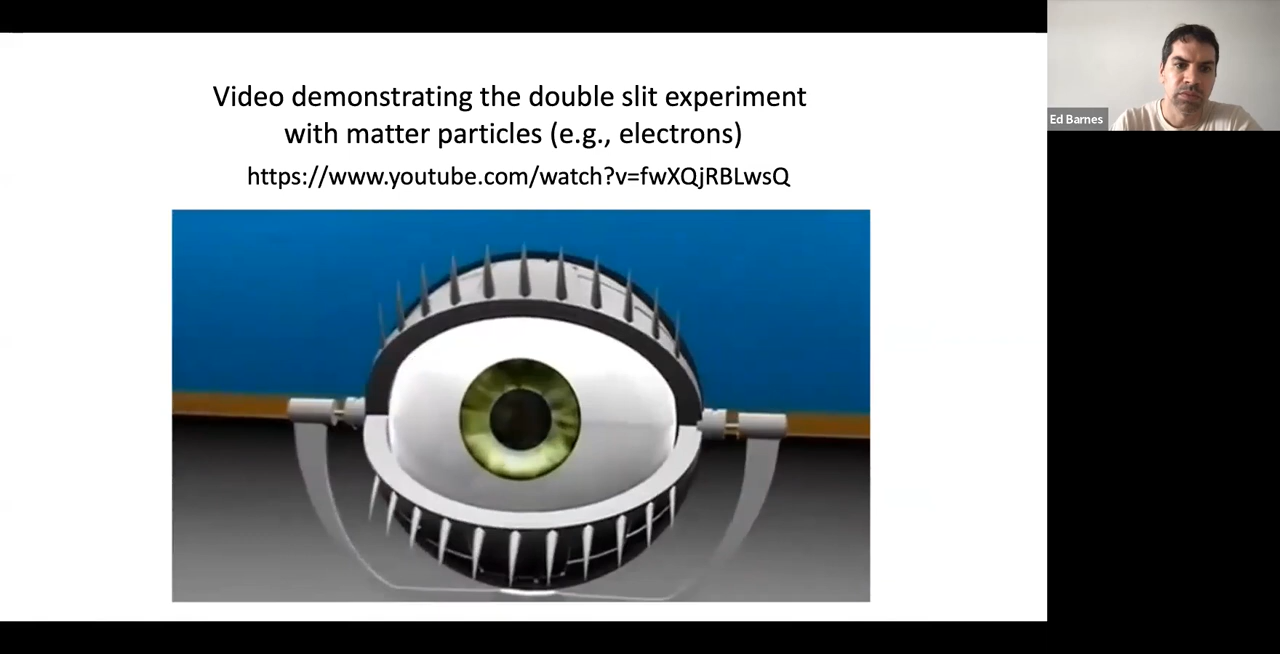 Video demonstrating the double slit experiment
with matter particles (e.g., electrons)
https://www.youtube.com/watch?v=fwXQjRBLwsQ
Ed Barnes